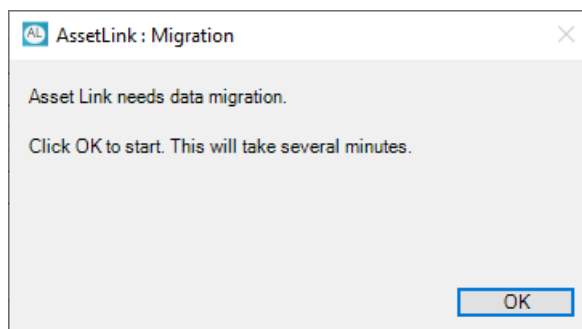 AL AssetLink : Migration
Asset Link needs data migration.
Click OK to start. This will take several minutes.
OK